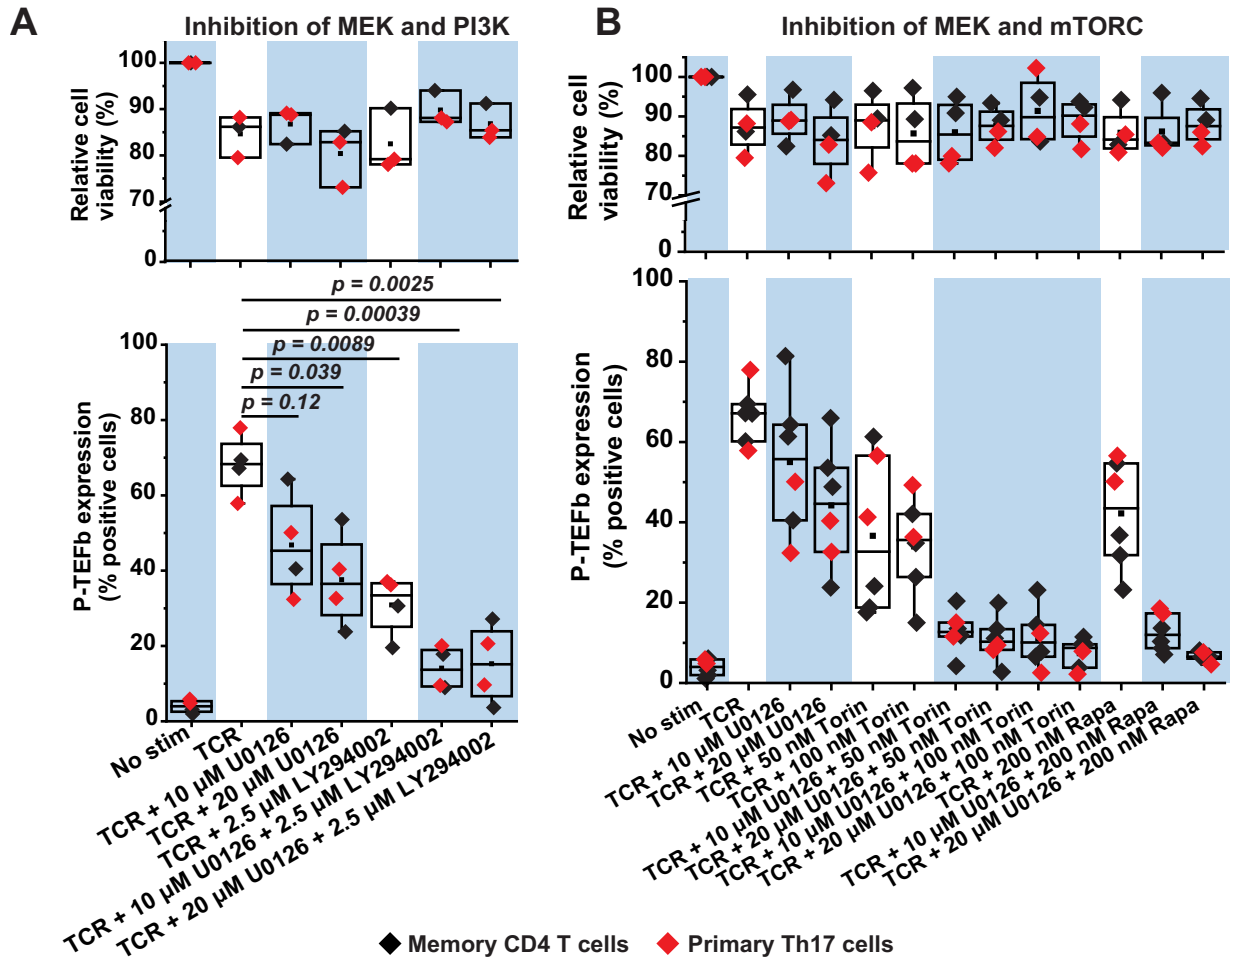 A
Inhibition of MEK and PI3K
Relative cell
viability (%)
100
90
80
70
0
p = 0.0025
p = 0.00039
p = 0.0089
p = 0.039
p = 0.12
P-TEFb expression
(% positive cells)
100
80
60
40
20
0
No stim
TCR
TCR + 10 µM U0126
TCR + 20 µM U0126
TCR + 2.5 µM LY294002
TCR + 10 µM U0126 + 2.5 µM LY294002
TCR + 20 µM U0126 + 2.5 µM LY294002
B
Inhibition of MEK and mTORC
Relative cell
viability (%)
100
90
80
70
0
P-TEFb expression
(% positive cells)
100
80
60
40
20
0
No stim
TCR
TCR + 10 µM U0126
TCR + 20 µM U0126
TCR + 50 nM Torin
TCR + 100 nM Torin
TCR + 10 µM U0126 + 50 nM Torin
TCR + 20 µM U0126 + 50 nM Torin
TCR + 10 µM U0126 + 100 nM Torin
TCR + 20 µM U0126 + 100 nM Torin
TCR + 200 nM Rapa
TCR + 10 µM U0126 + 200 nM Rapa
TCR + 20 µM U0126 + 200 nM Rapa
Memory CD4 T cells
Primary Th17 cells